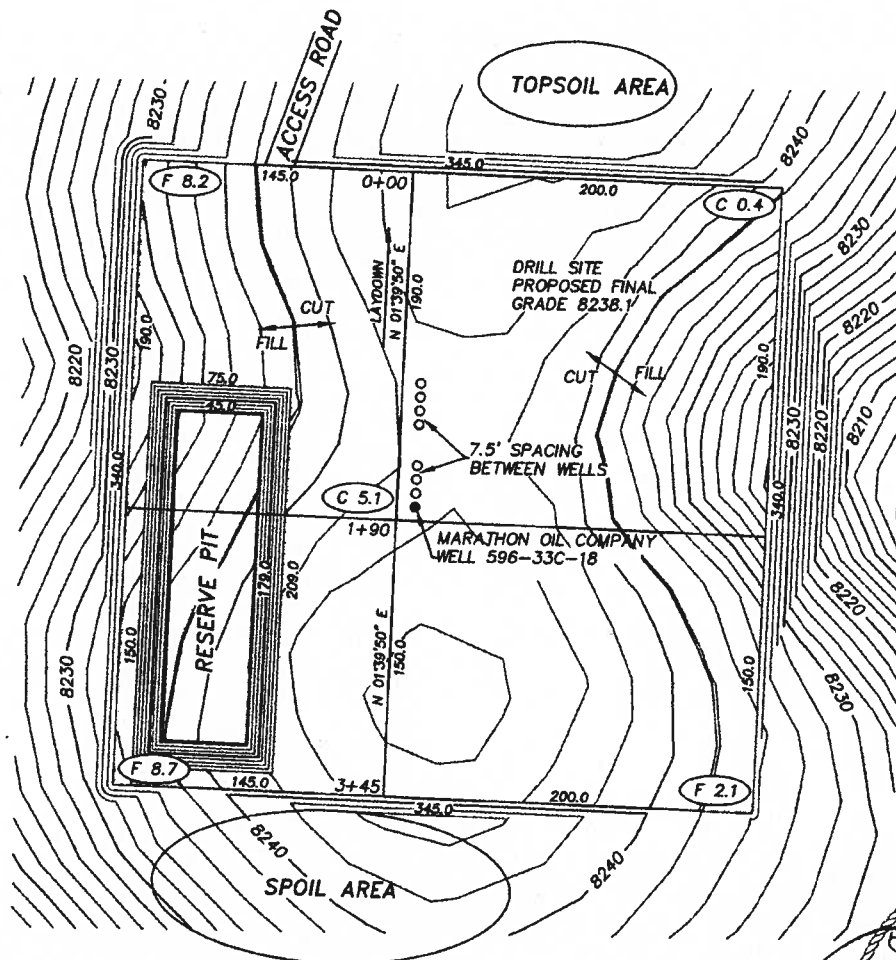 TOPSOIL AREA
ACCESS ROAD
8230
8240
345.0
F 8.2
145.0
0+00
200.0
C 0.4
8230
8220
8210
LAYDOWN
N 01°39'50" E
190.0
DRILL SITE
PROPOSED FINAL
GRADE 8238.1
CUT
FILL
CUT
FILL
190.0
190.0
8220
8230
75.0
45.0
8230
8220
7.5' SPACING
BETWEEN WELLS
340.0
340.0
C 5.1
1+90
MARATHON OIL COMPANY
WELL 596-33C-18
RESERVE PIT
179.0
209.0
8220
8230
150.0
N 01°39'50" E
150.0
150.0
8230
F 8.7
145.0
3+45
345.0
200.0
F 2.1
8240
8240
SPOIL AREA